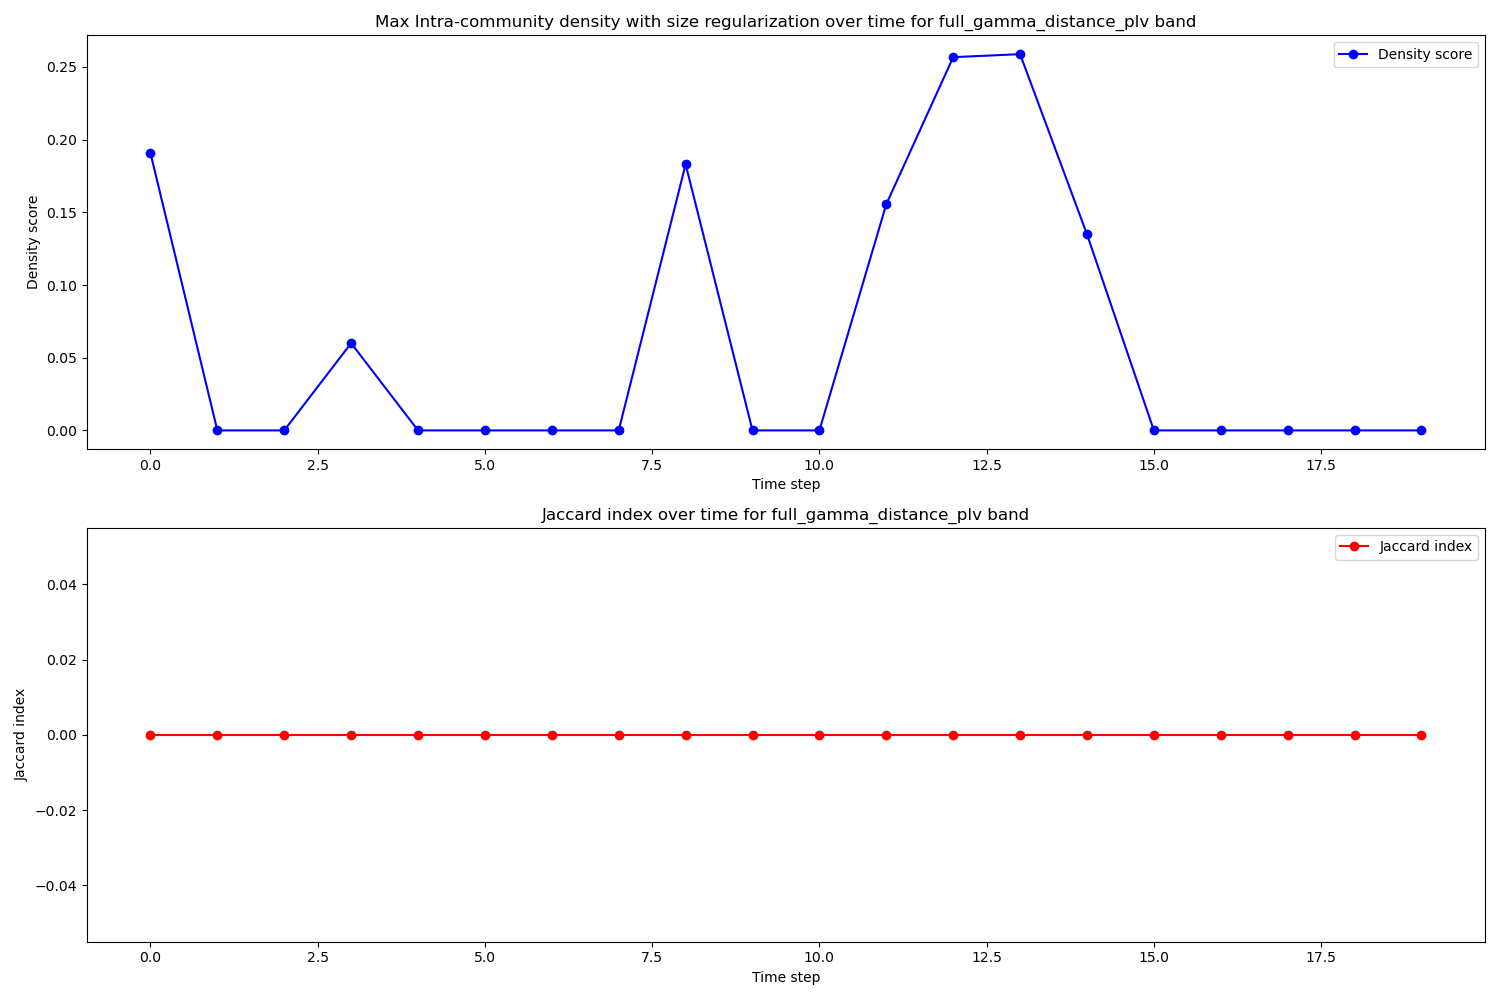 Max Intra-community density with size regularization over time for full_gamma_distance_plv band
Density score
0.25
0.20
0.15
0.10
0.05
0.00
Density score
0.0 2.5 5.0 7.5 10.0 12.5 15.0 17.5
Time step
Jaccard index over time for full_gamma_distance_plv band
Jaccard index
0.04
0.02
0.00
−0.02
−0.04
Jaccard index
0.0 2.5 5.0 7.5 10.0 12.5 15.0 17.5
Time step